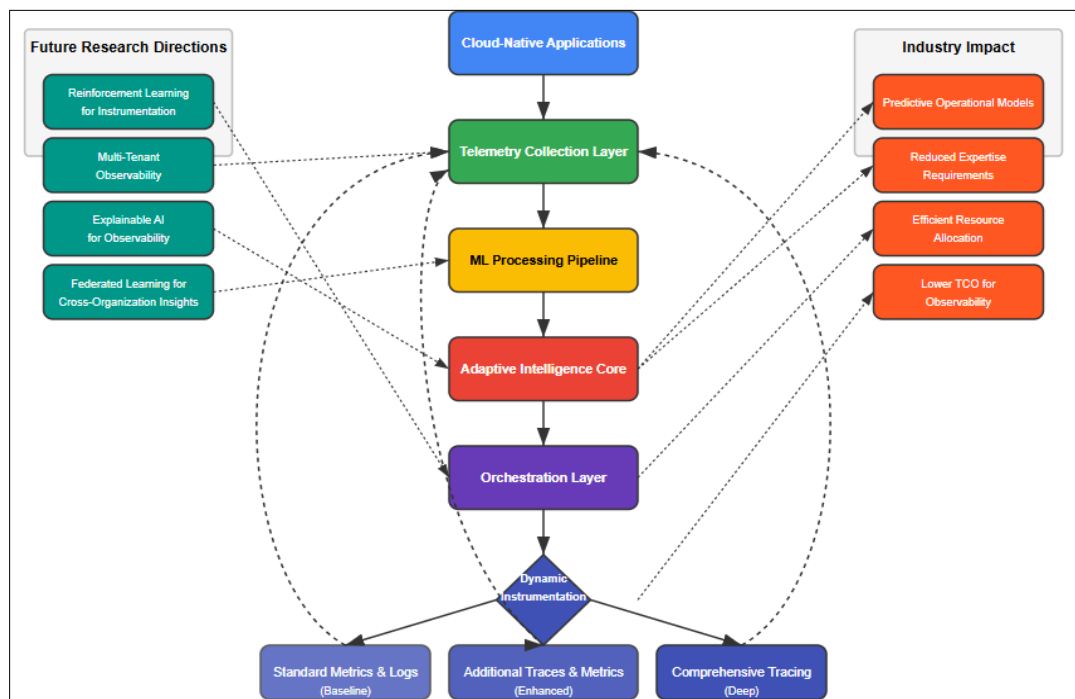 Future Research Directions
Reinforcement Learning
for Instrumentation
Multi-Tenant
Observability
Explainable AI
for Observability
Federated Learning for
Cross-Organization Insights
Cloud-Native Applications
Telemetry Collection Layer
ML Processing Pipeline
Adaptive Intelligence Core
Orchestration Layer
Dynamic
Instrumentation
Standard Metrics & Logs
(Baseline)
Additional Traces & Metrics
(Enhanced)
Comprehensive Tracing
(Deep)
Industry Impact
Predictive Operational Models
Reduced Expertise
Requirements
Efficient Resource
Allocation
Lower TCO for
Observability